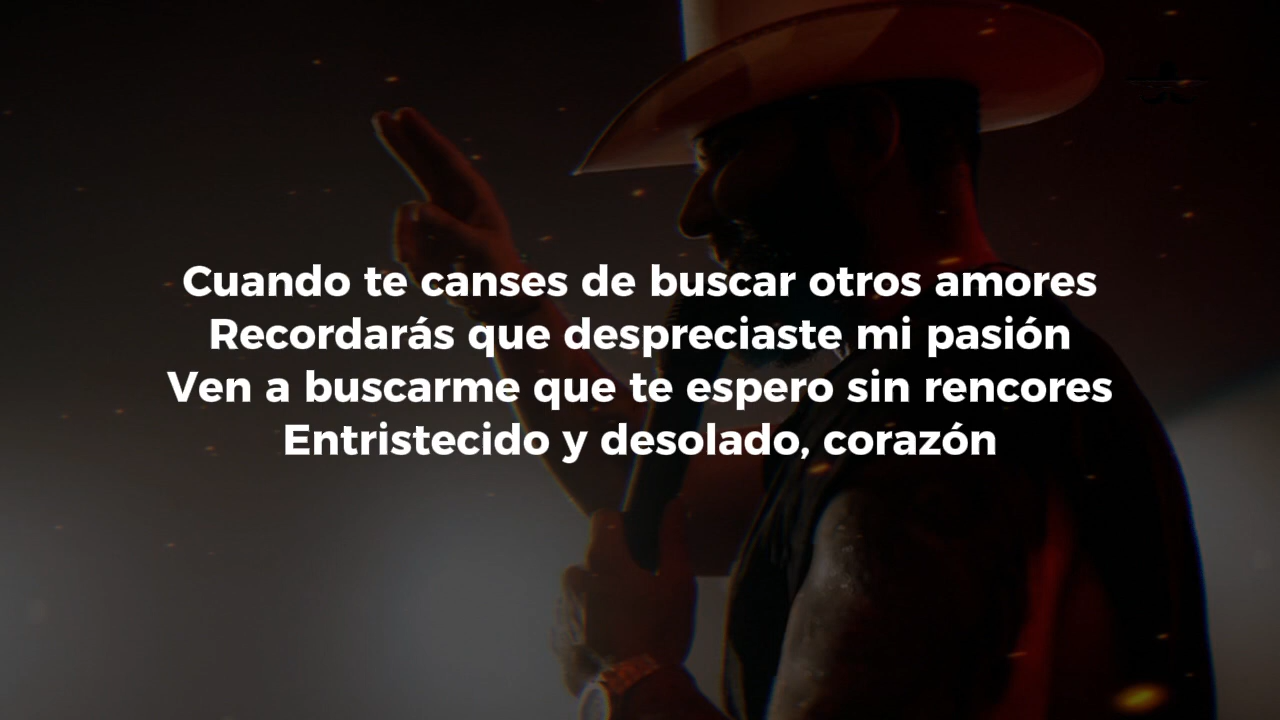 Cuando te canses de buscar otros amores
Recordarás que despreciaste mi pasión
Ven a buscarme que te espero sin rencores
Entristecido y desolado, corazón